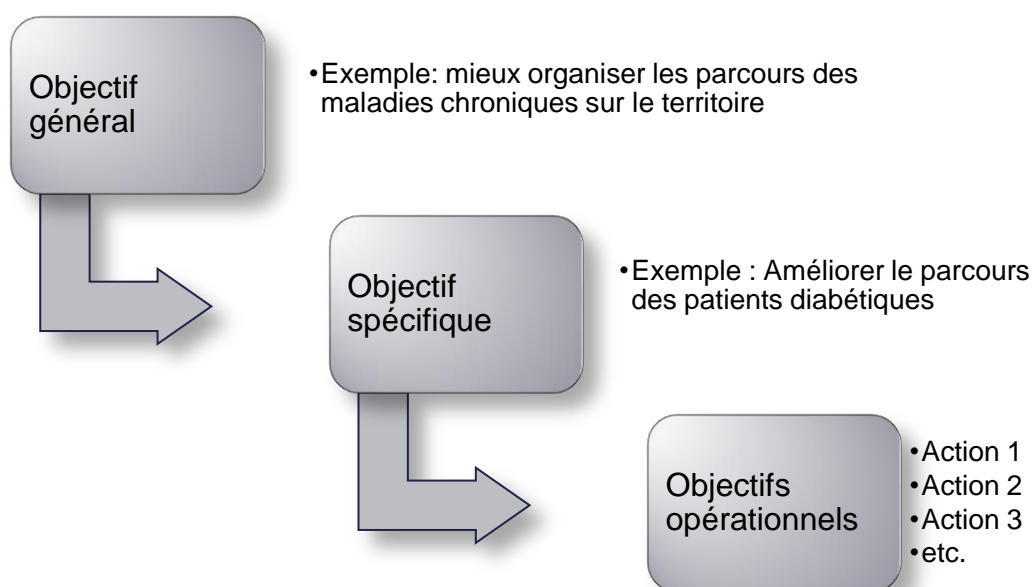 Objectif
général
•Exemple: mieux organiser les parcours des
maladies chroniques sur le territoire
Objectif
spécifique
•Exemple : Améliorer le parcours
des patients diabétiques
Objectifs
opérationnels
•Action 1
•Action 2
•Action 3
•etc.